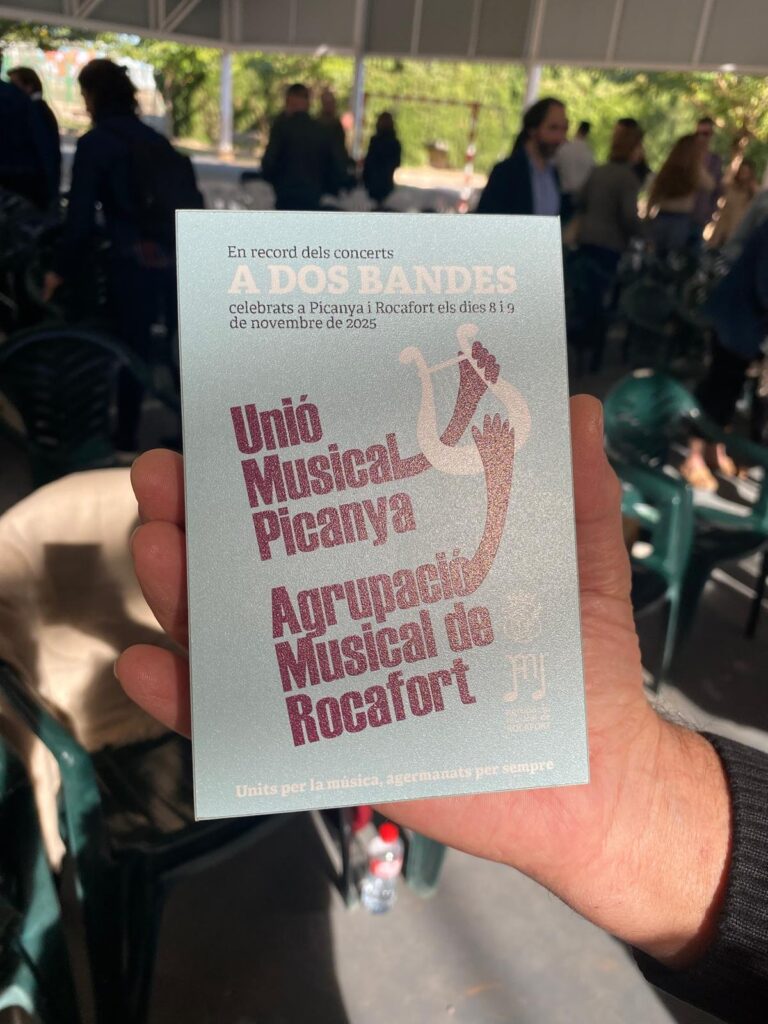 En record dels concerts
A DOS BANDES
celebrats a Picanya i Rocafort els dies 8 i 9
de novembre de 2025
Unió
Musical
Picanya
Agrupació
Musical de
Rocafort
ROCAFORT
Units per la música, agermanats per sempre